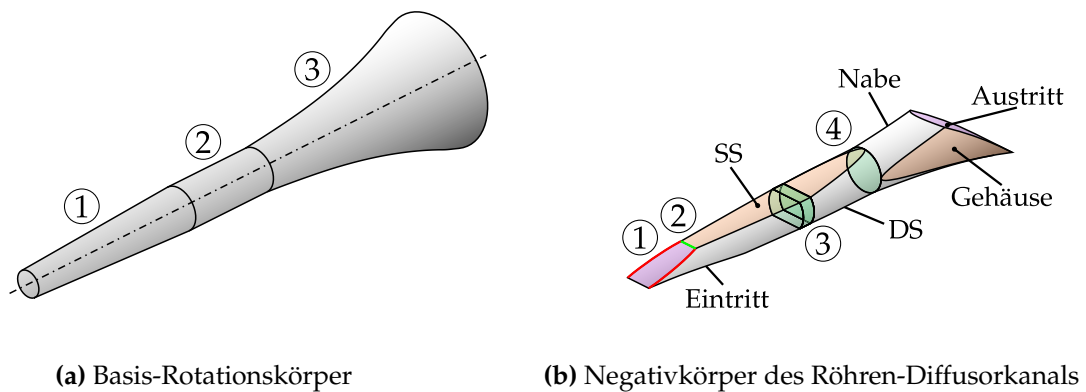 ①
②
③
(a) Basis-Rotationskörper
Nabe
Austritt
④
SS
Gehäuse
②
①
DS
③
Eintritt
(b) Negativkörper des Röhren-Diffusorkanals